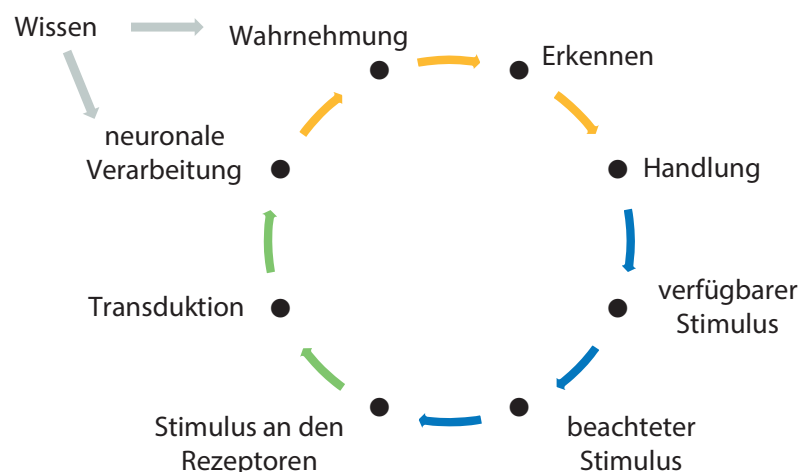 Wissen
Wahrnehmung
Erkennen
neuronale
Verarbeitung
Handlung
Transduktion
verfügbarer
Stimulus
Stimulus an den
Rezeptoren
beachteter
Stimulus